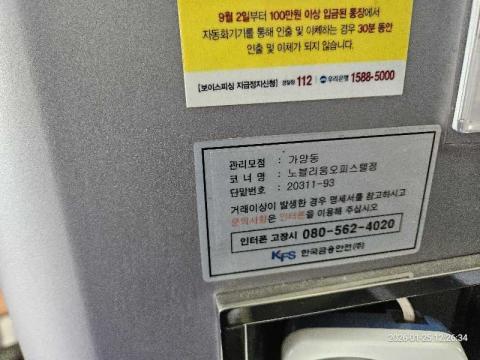 9월 2일부터 100만원 이상 입금된 통장에서
자동화기기를 통해 인출 및 이체하는 경우 30분 동안
인출 및 이체가 되지 않습니다.
[보이스피싱 지급정지신청] 경찰청 112 | 우리은행 1588-5000
관리모점 : 가양동
코너명 : 노블리움오피스텔점
단말번호 : 20311-93
거래이상이 발생한 경우 명세서를 참고하시고
문의사항은 인터폰을 이용해 주십시오
인터폰 고장시 080-562-4020
KFS 한국금융안전(주)
2026-01-25 12:26:34